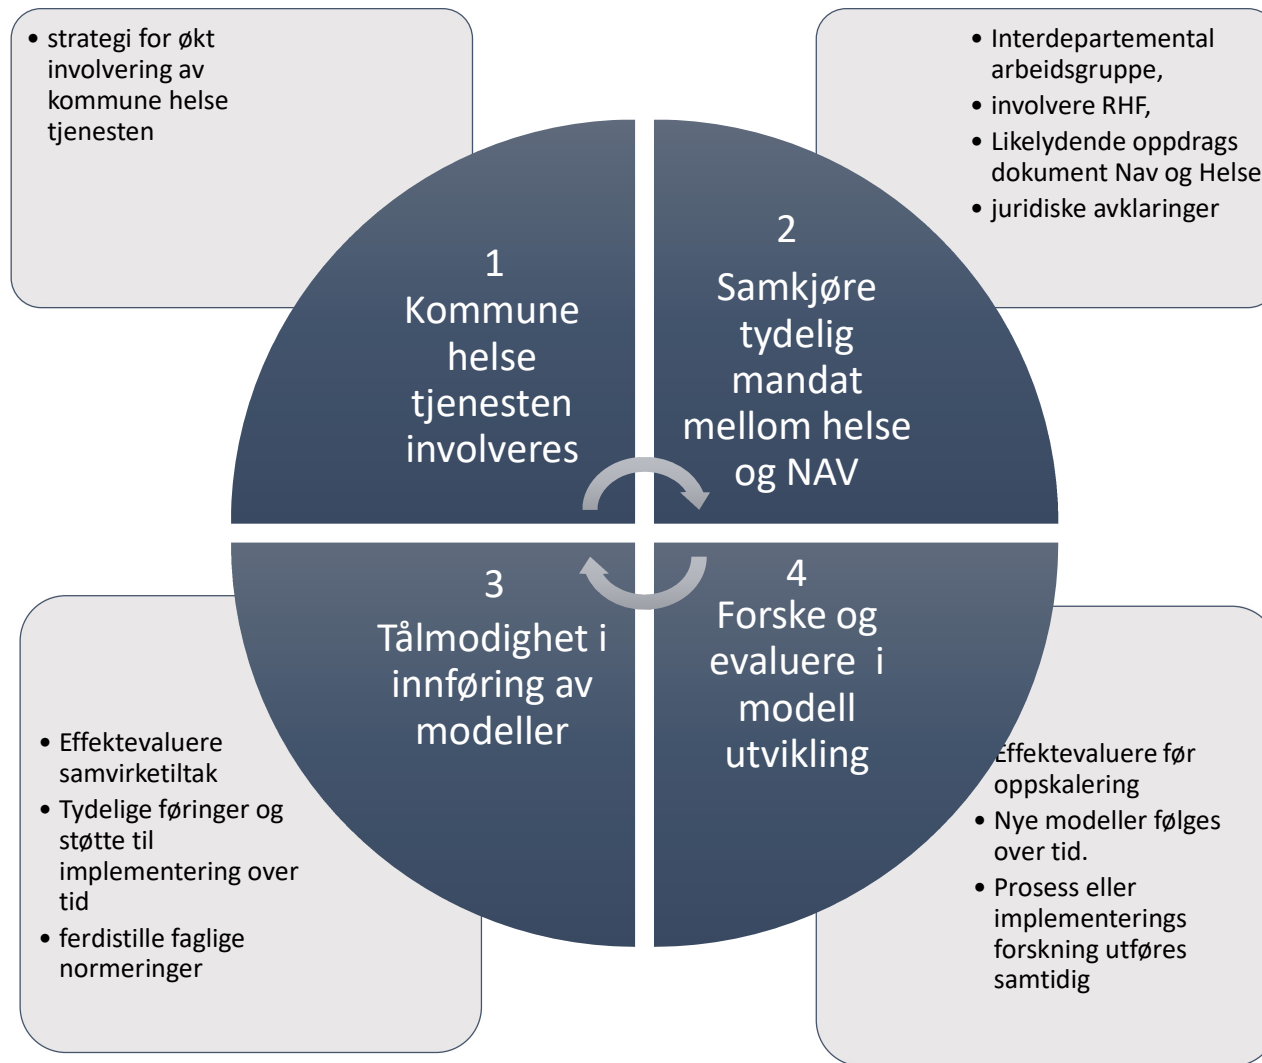 • strategi for økt
involvering av
kommune helse
tjenesten
• Interdepartemental
arbeidsgruppe,
• involvere RHF,
• Likelydende oppdrags
dokument Nav og Helse
• juridiske avklaringer
1
Kommune
helse
tjenesten
involveres
2
Samkjøre
tydelig
mandat
mellom helse
og NAV
3
Tålmodighet i
innføring av
modeller
4
Forske og
evaluere i
modell
utvikling
• Effektevaluere
samvirketiltak
• Tydelige føringer og
støtte til
implementering over
tid
• ferdistille faglige
normeringer
Effektevaluere før
oppskalering
• Nye modeller følges
over tid.
• Prosess eller
implementerings
forskning utføres
samtidig